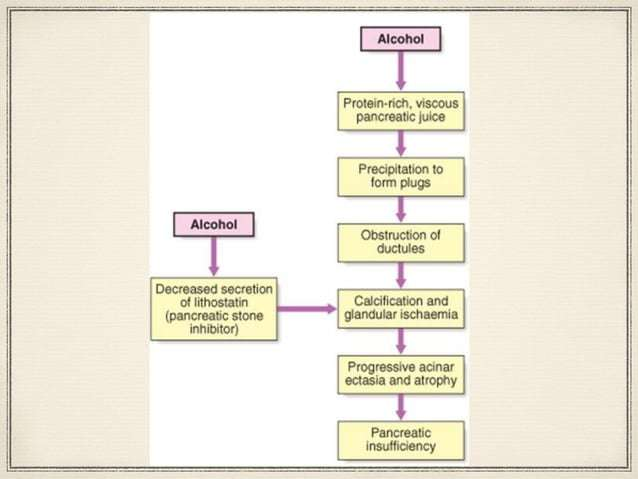 Alcohol
Protein-rich, viscous
pancreatic juice
Precipitation to
form plugs
Obstruction of
ductules
Alcohol
Decreased secretion
of lithostatin
(pancreatic stone
inhibitor)
Calcification and
glandular ischaemia
Progressive acinar
ectasia and atrophy
Pancreatic
insufficiency